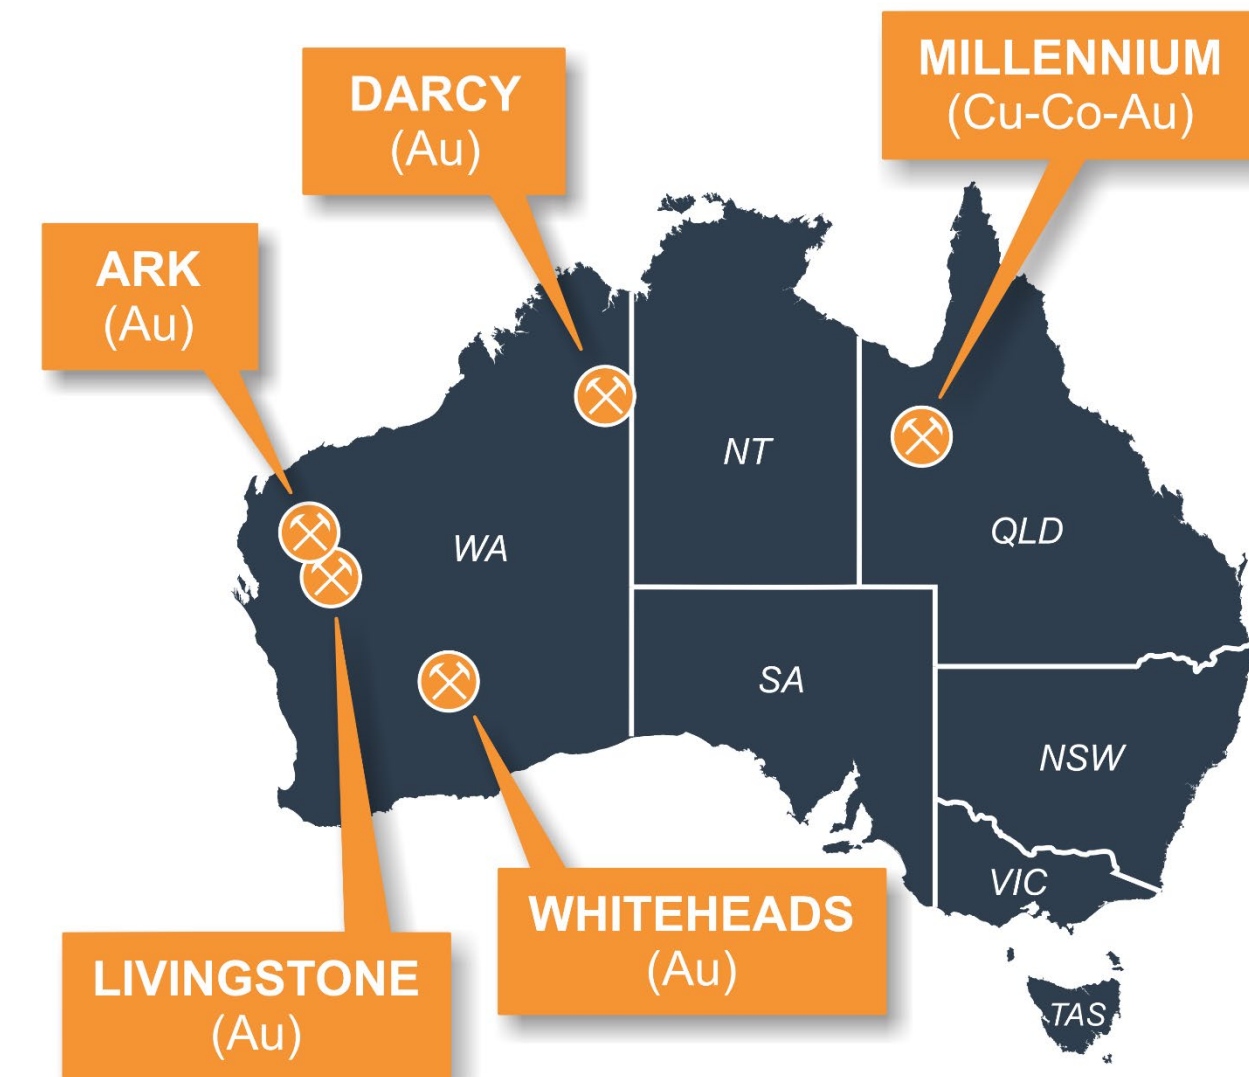 MILLENNIUM
(Cu-Co-Au)
DARCY
(Au)
ARK
(Au)
NT
QLD
WA
SA
NSW
VIC
WHITEHEADS
(Au)
LIVINGSTONE
(Au)
TAS